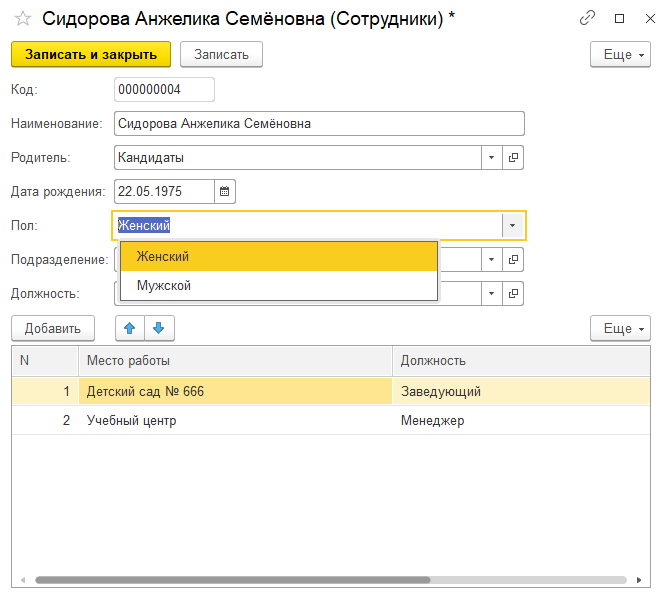 Сидорова Анжелика Семёновна (Сотрудники) *
Записать и закрыть Записать Еще
Код: 000000004
Наименование: Сидорова Анжелика Семёновна
Родитель: Кандидаты
Дата рождения: 22.05.1975
Пол: Женский
Женский
Подразделение:
Мужской
Должность:
Добавить Еще
N Место работы Должность
1 Детский сад № 666 Заведующий
2 Учебный центр Менеджер